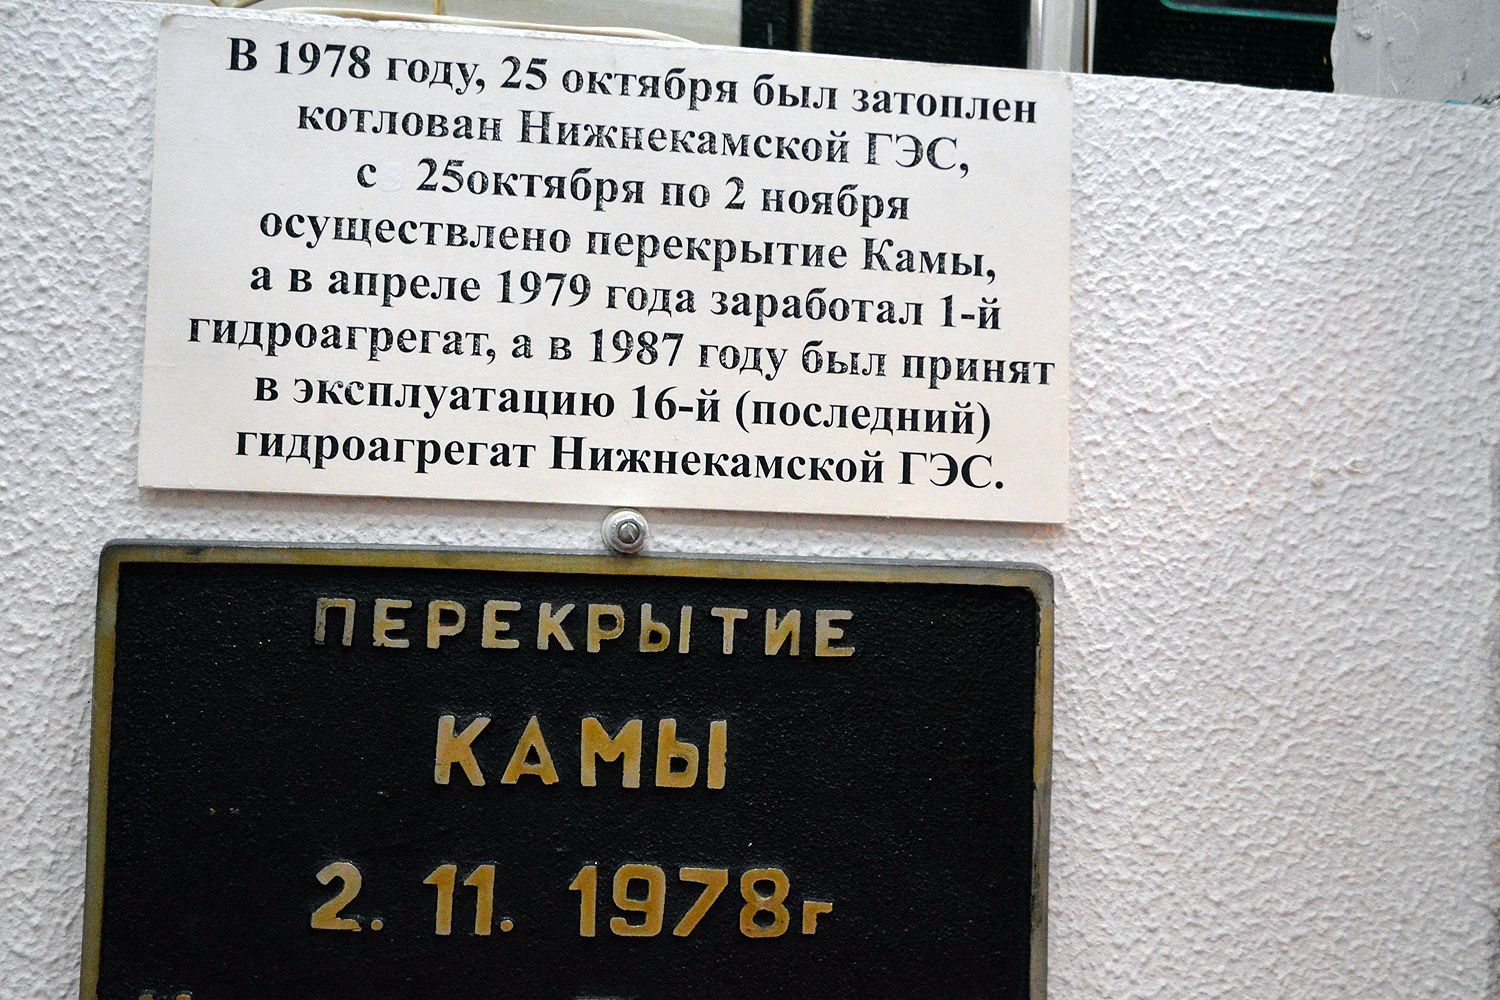 В 1978 году, 25 октября был затоплен
котлован Нижнекамской ГЭС,
с 25октября по 2 ноября
осуществлено перекрытие Камы,
а в апреле 1979 года заработал 1-й
гидроагрегат, а в 1987 году был принят
в эксплуатацию 16-й (последний)
гидроагрегат Нижнекамской ГЭС.
ПЕРЕКРЫТИЕ
КАМЫ
2. 11. 1978г